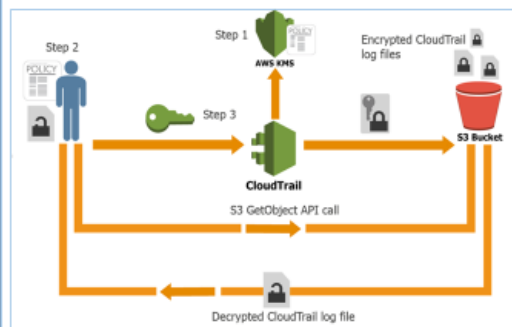 Step 1
POLICY
AWS KMS
Step 2
POLICY
Encrypted CloudTrail
log files
Step 3
S3 Bucket
CloudTrail
S3 GetObject API call
Decrypted CloudTrail log file